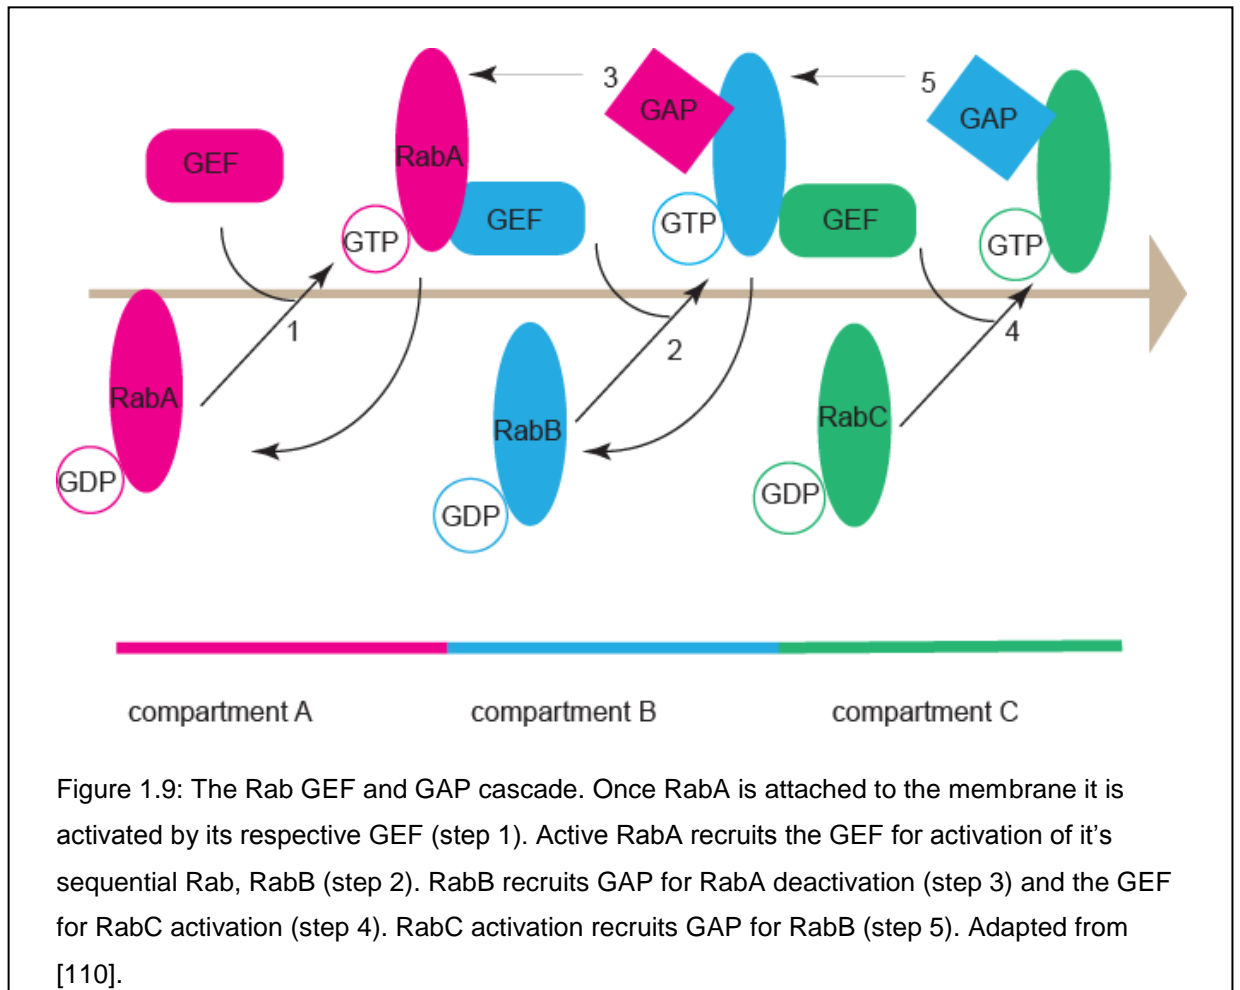 3
GAP
5
GAP
GEF
RabA
GEF
GTP
GTP
GEF
GTP
1
2
4
RabA
RabB
RabC
GDP
GDP
GDP
compartment A
compartment B
compartment C
Figure 1.9: The Rab GEF and GAP cascade. Once RabA is attached to the membrane it is
activated by its respective GEF (step 1). Active RabA recruits the GEF for activation of it's
sequential Rab, RabB (step 2). RabB recruits GAP for RabA deactivation (step 3) and the GEF
for RabC activation (step 4). RabC activation recruits GAP for RabB (step 5). Adapted from
[110].